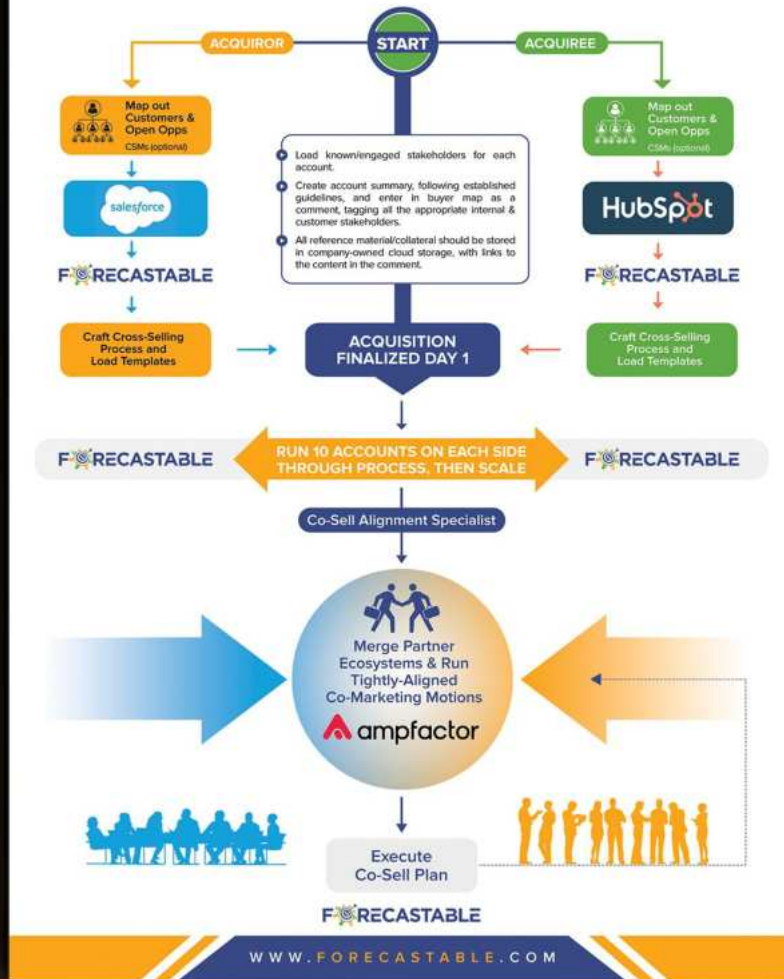 ACQUIROR
START
ACQUIREE
Map out
Customers &
Open Opps
CSMs (optional)
Map out
Customers &
Open Opps
CSMs (optional)
Load known/engaged stakeholders for each
account.
Create account summary, following established
guidelines, and enter in buyer map as a
comment, tagging all the appropriate internal &
customer stakeholders.
All reference material/collateral should be stored
in company-owned cloud storage, with links to
the content in the comment.
salesforce
HubSpot
FORECASTABLE
FORECASTABLE
Craft Cross-Selling
Process and
Load Templates
ACQUISITION
FINALIZED DAY 1
Craft Cross-Selling
Process and
Load Templates
FORECASTABLE
RUN 10 ACCOUNTS ON EACH SIDE
THROUGH PROCESS, THEN SCALE
FORECASTABLE
Co-Sell Alignment Specialist
Merge Partner
Ecosystems & Run
Tightly-Aligned
Co-Marketing Motions
ampfactor
Execute
Co-Sell Plan
FORECASTABLE
WWW.FORECASTABLE.COM